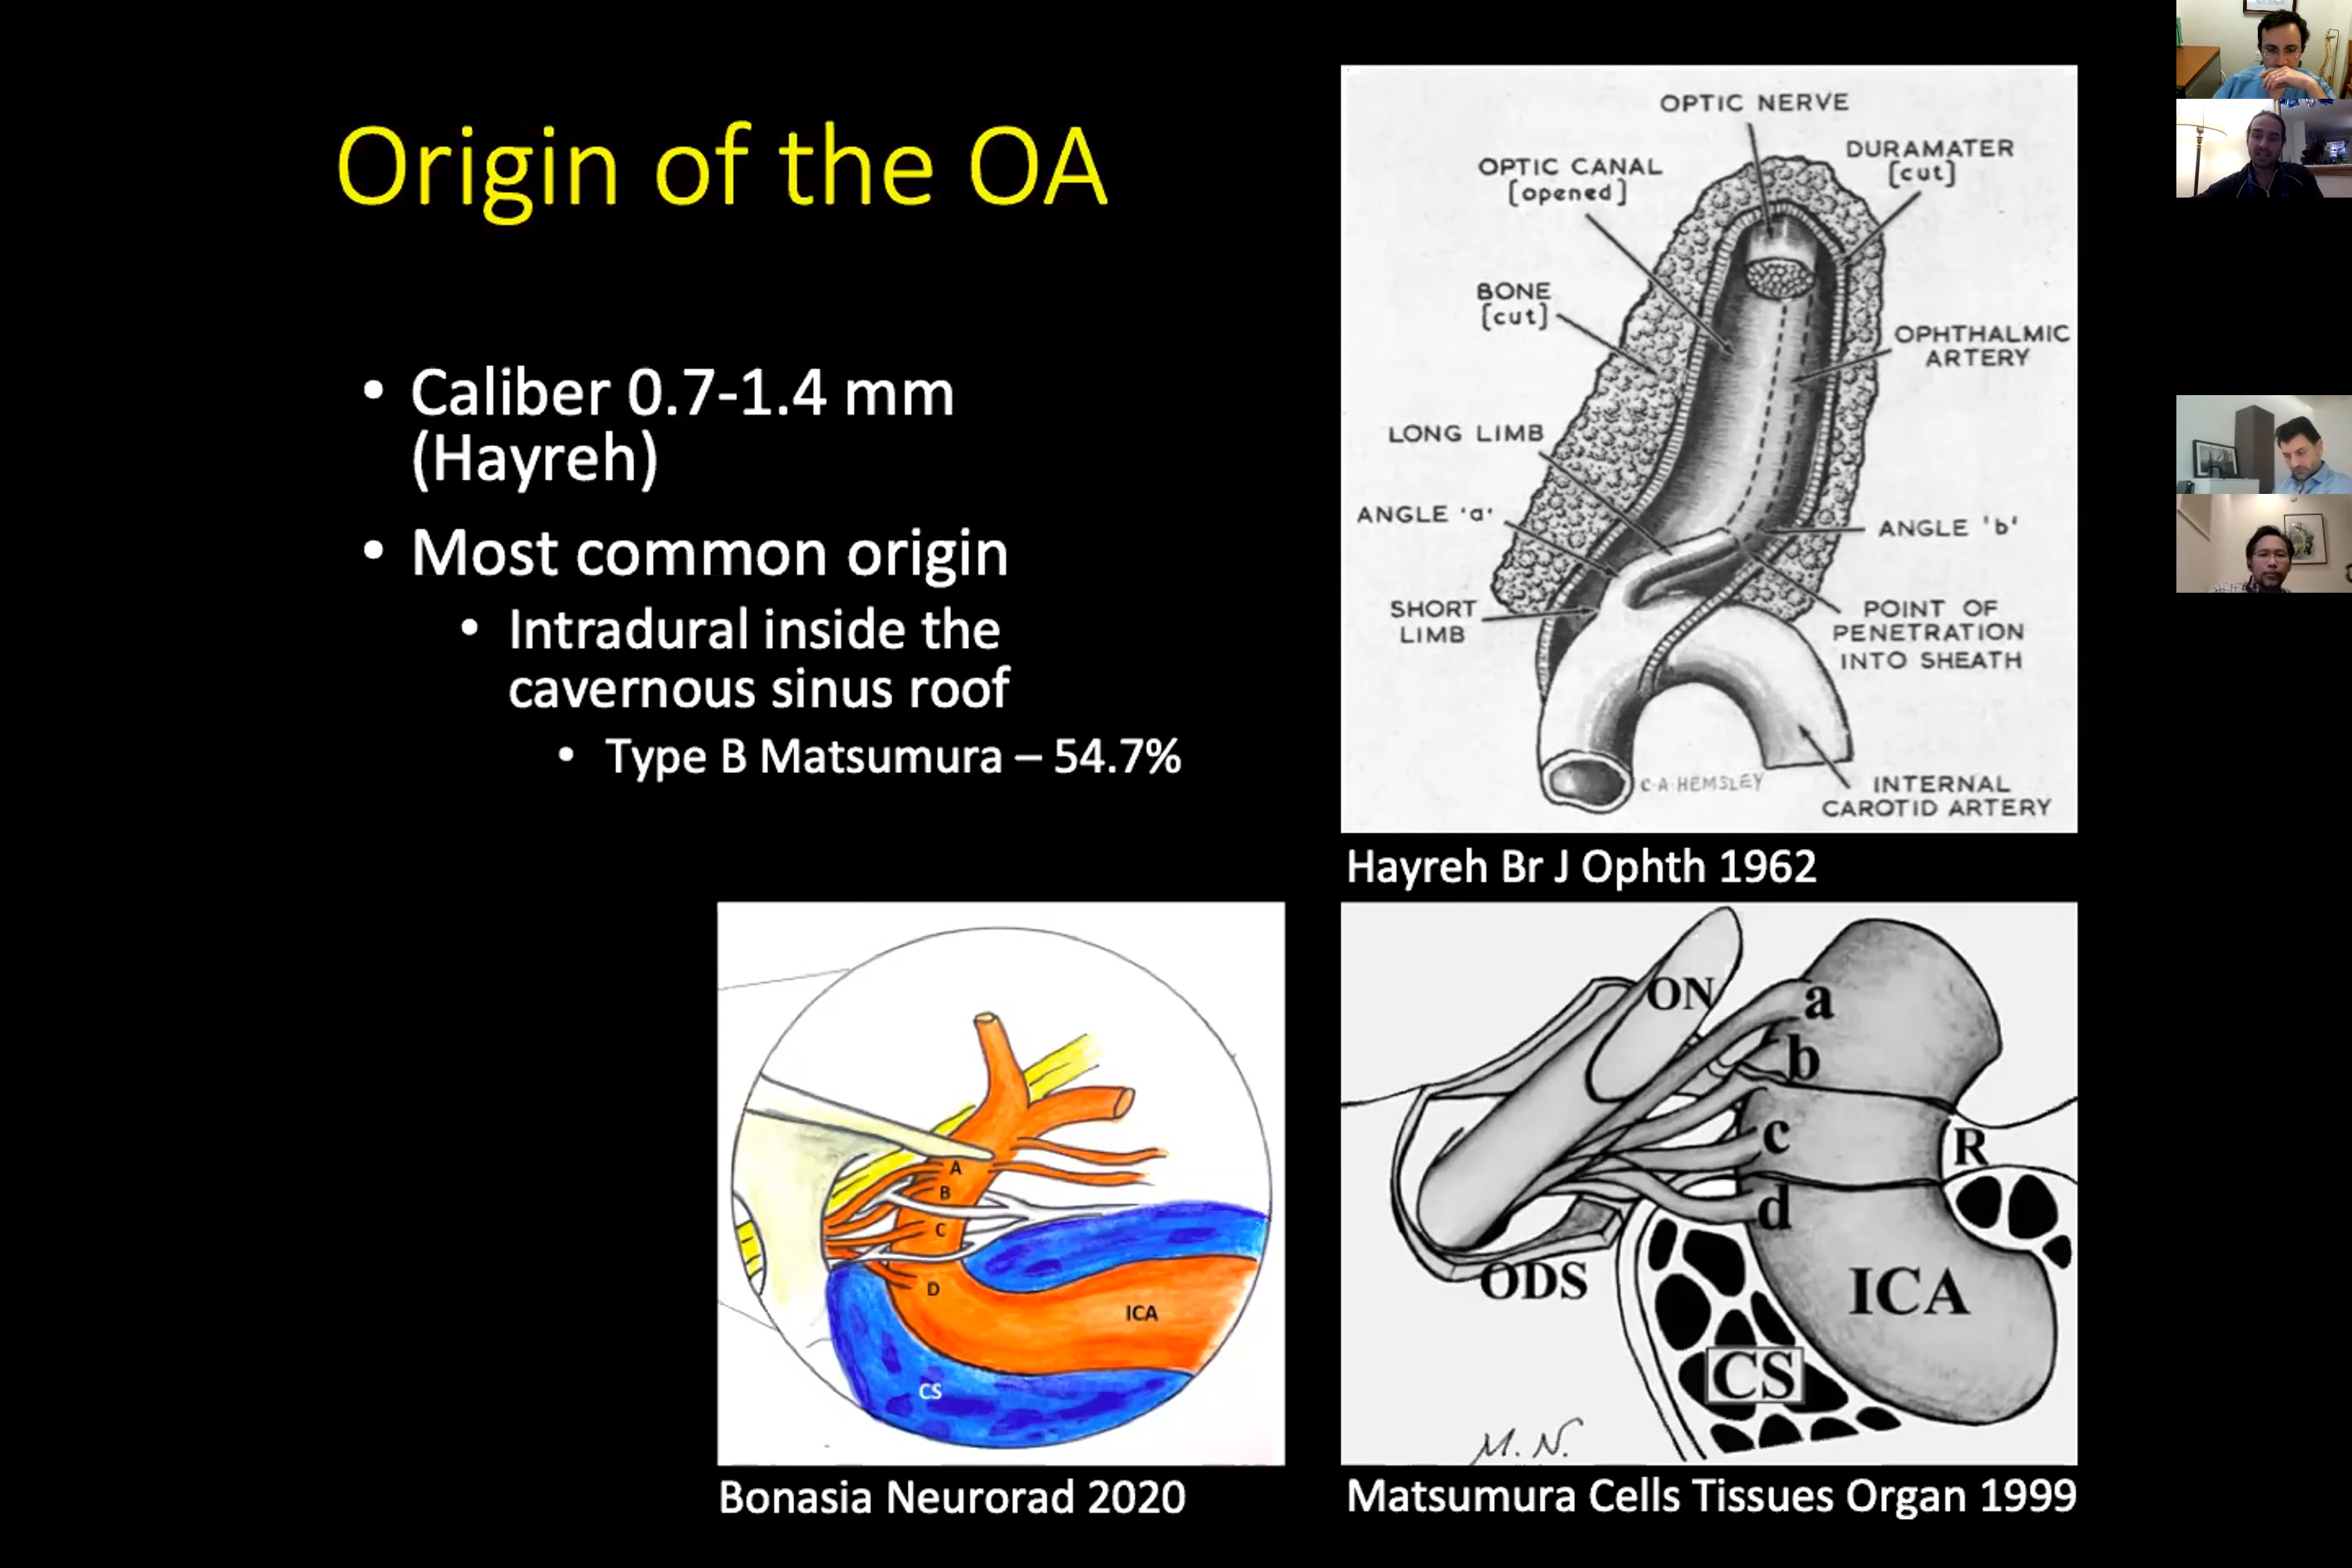 Origin of the OA
• Caliber 0.7-1.4 mm
(Hayreh)
• Most common origin
• Intradural inside the
cavernous sinus roof
• Type B Matsumura – 54.7%
OPTIC NERVE
OPTIC CANAL
[opened]
DURAMATER
[cut]
BONE
[cut]
OPHTHALMIC
ARTERY
LONG LIMB
ANGLE 'a'
ANGLE 'b'
SHORT
LIMB
POINT OF
PENETRATION
INTO SHEATH
C·A·HEMSLEY
INTERNAL
CAROTID ARTERY
Hayreh Br J Ophth 1962
A
B
C
D
ICA
CS
Bonasia Neurorad 2020
ON
a
b
c
R
d
ODS
ICA
CS
M. N.
Matsumura Cells Tissues Organ 1999